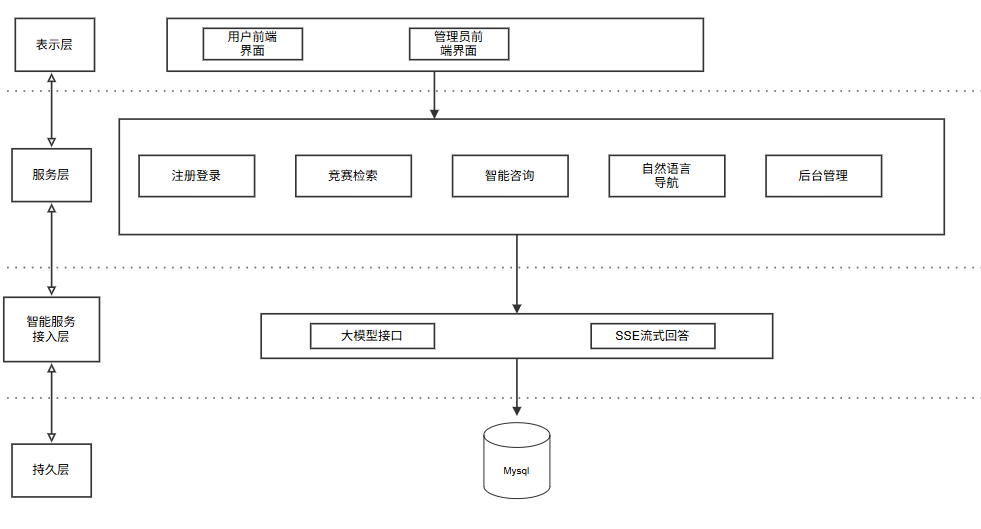 表示层
用户前端
界面
管理员前
端界面
服务层
注册登录
竞赛检索
智能咨询
自然语言
导航
后台管理
智能服务
接入层
大模型接口
SSE流式回答
持久层
Mysql